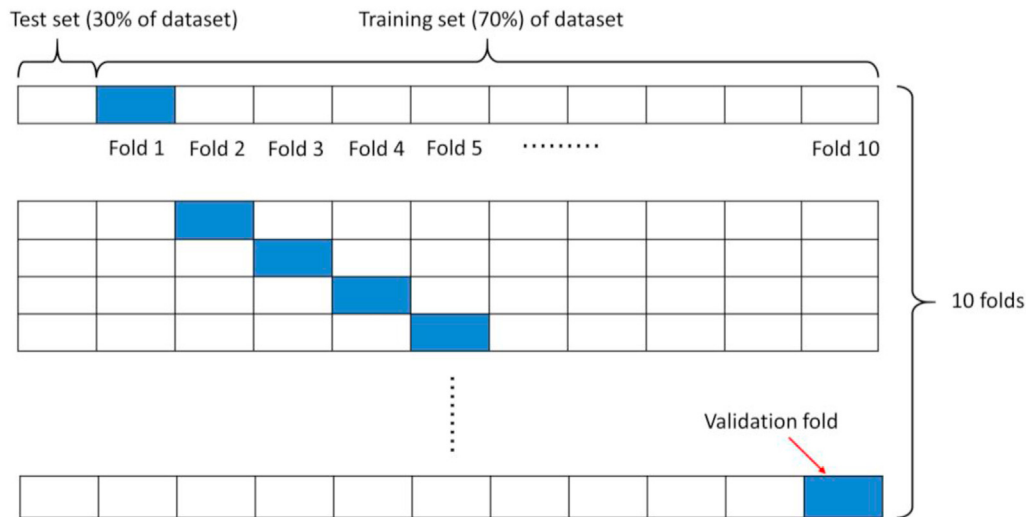 Test set (30% of dataset)
Training set (70%) of dataset
Fold 1 Fold 2 Fold 3 Fold 4 Fold 5 ········· Fold 10
10 folds
Validation fold